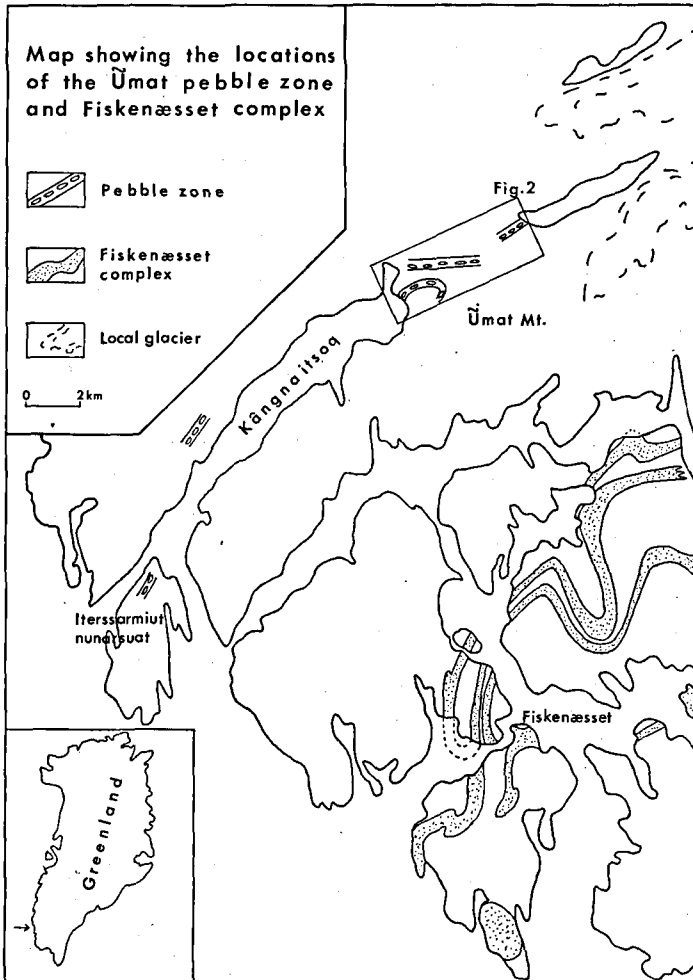 Map showing the locations
of the Ũmat pebble zone
and Fiskenæsset complex
Pebble zone
Fiskenæsset
complex
Local glacier
0 2km
Fig.2
Ũmat Mt.
Kângnaitsoq
Iterssarmiut
nunarsuat
Fiskenæsset
Greenland